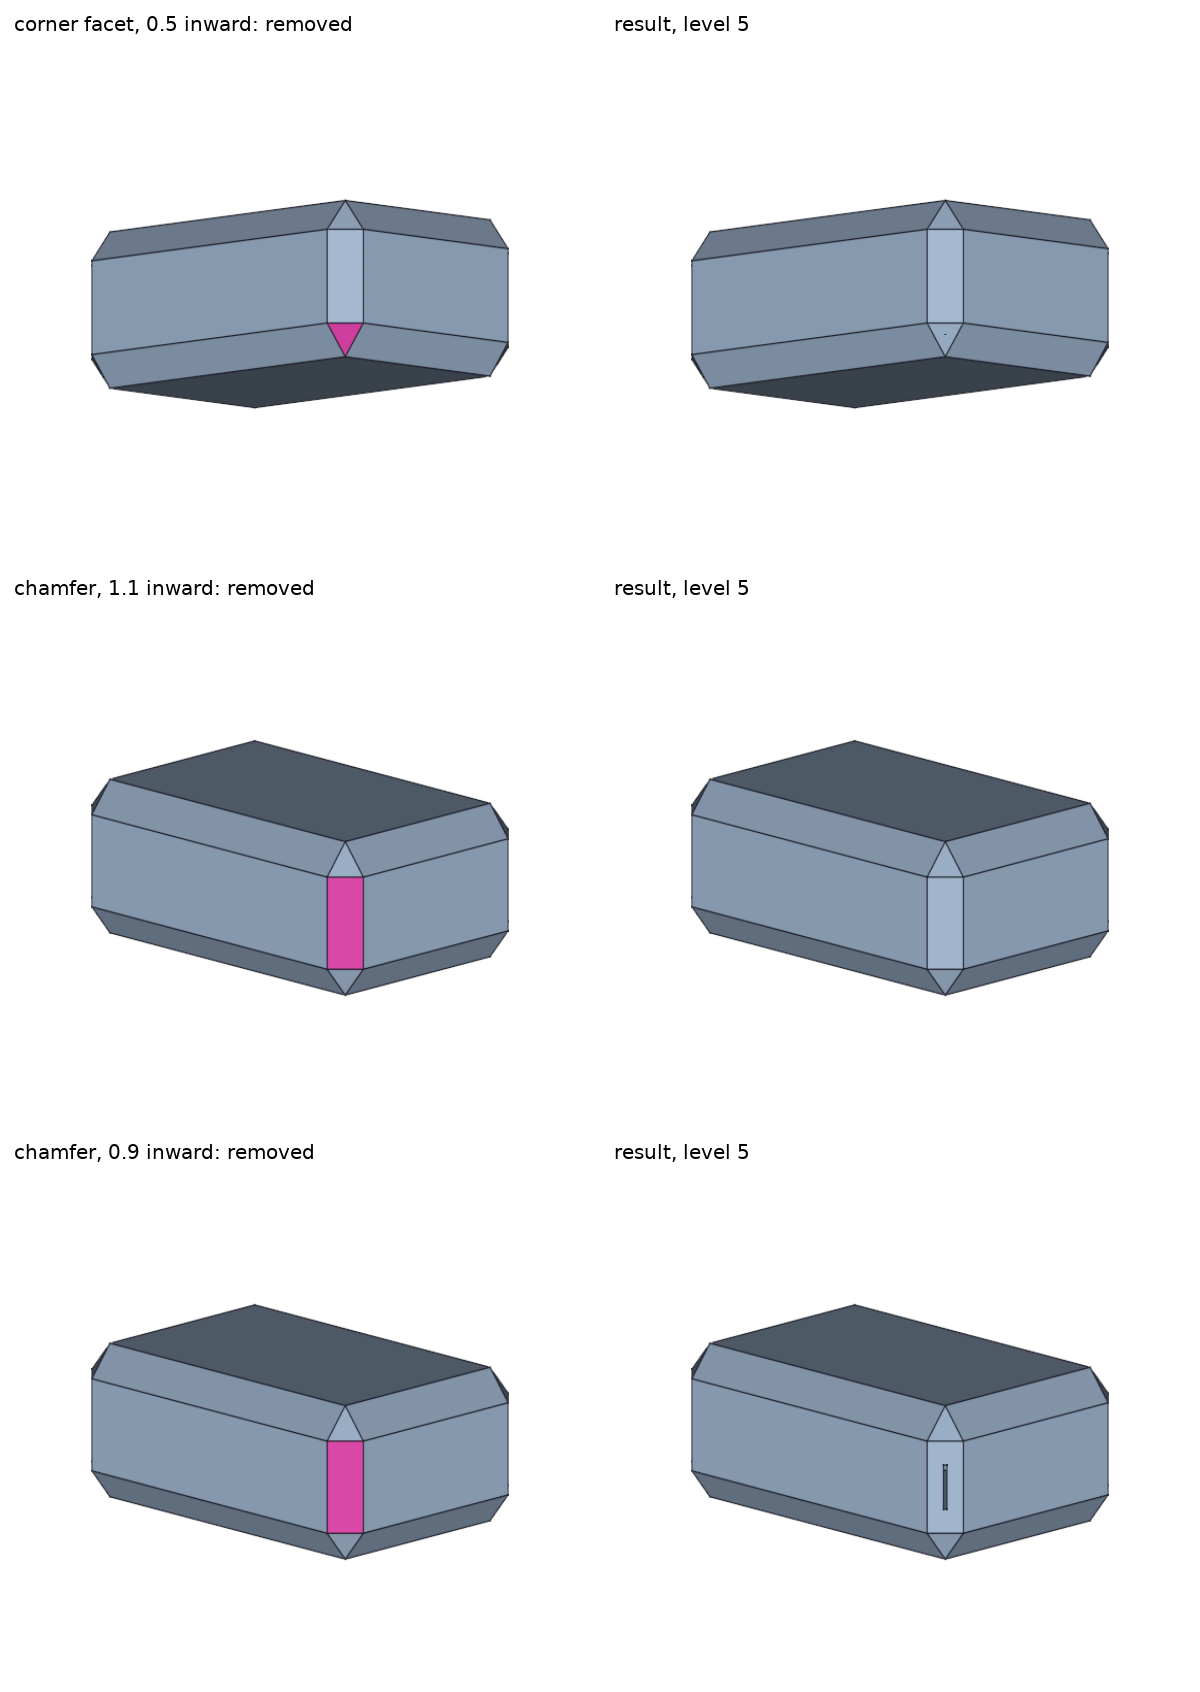 corner facet, 0.5 inward: removed
result, level 5
chamfer, 1.1 inward: removed
result, level 5
chamfer, 0.9 inward: removed
result, level 5